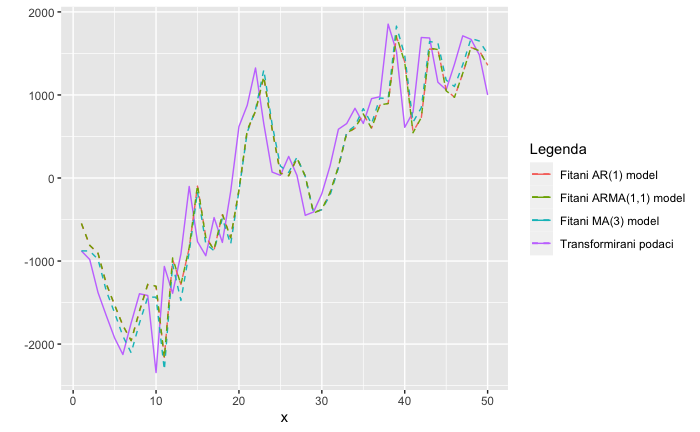 2000
1000
0
-1000
-2000
0 10 20 30 40 50
x
Legenda
Fitani AR(1) model
Fitani ARMA(1,1) model
Fitani MA(3) model
Transformirani podaci